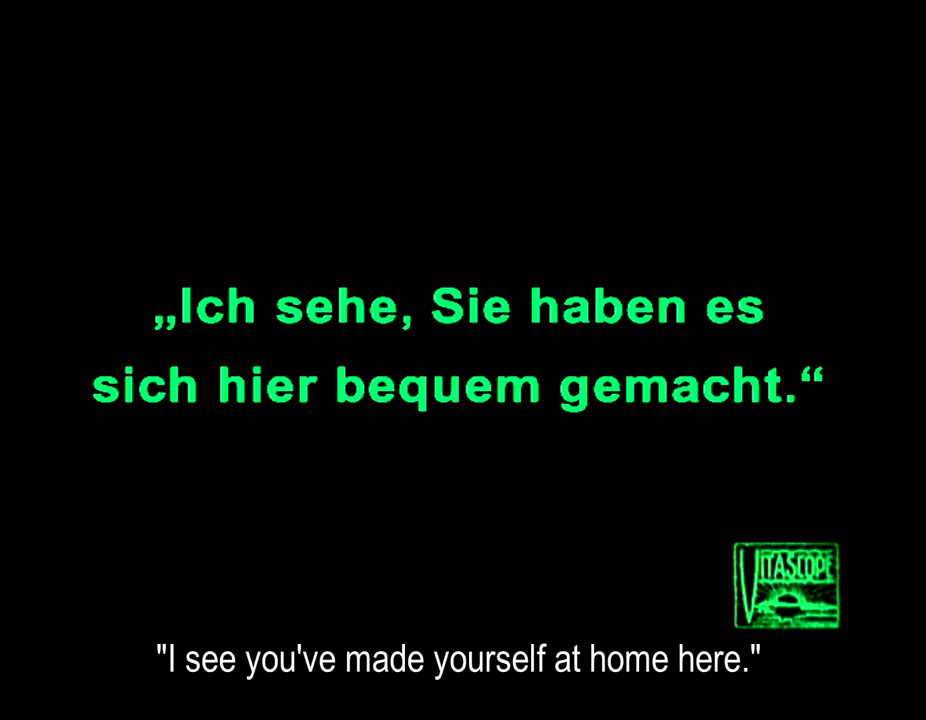 „Ich sehe, Sie haben es
sich hier bequem gemacht.“
VITASCOPE
"I see you've made yourself at home here."